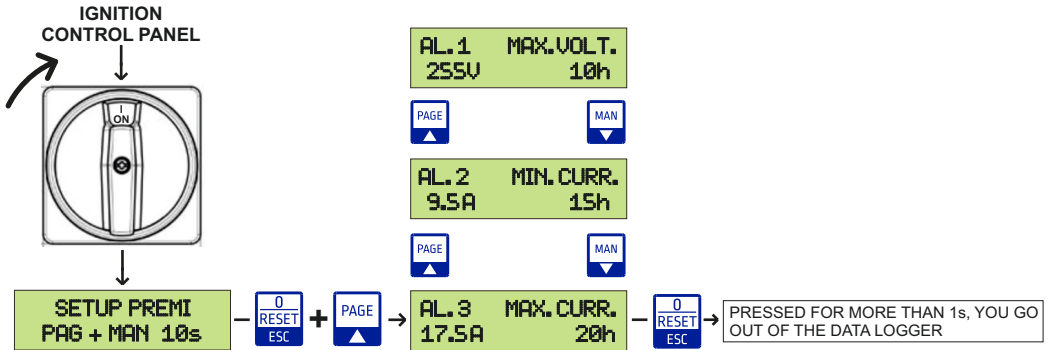 IGNITION
CONTROL PANEL
I
ON
SETUP PREMI
PAG + MAN 10s
0
RESET
ESC
+
PAGE
AL.1 MAX.VOLT.
255V 10h
PAGE
MAN
AL.2 MIN.CURR.
9.5A 15h
PAGE
MAN
AL.3 MAX.CURR.
17.5A 20h
0
RESET
ESC
PRESSED FOR MORE THAN 1s, YOU GO
OUT OF THE DATA LOGGER